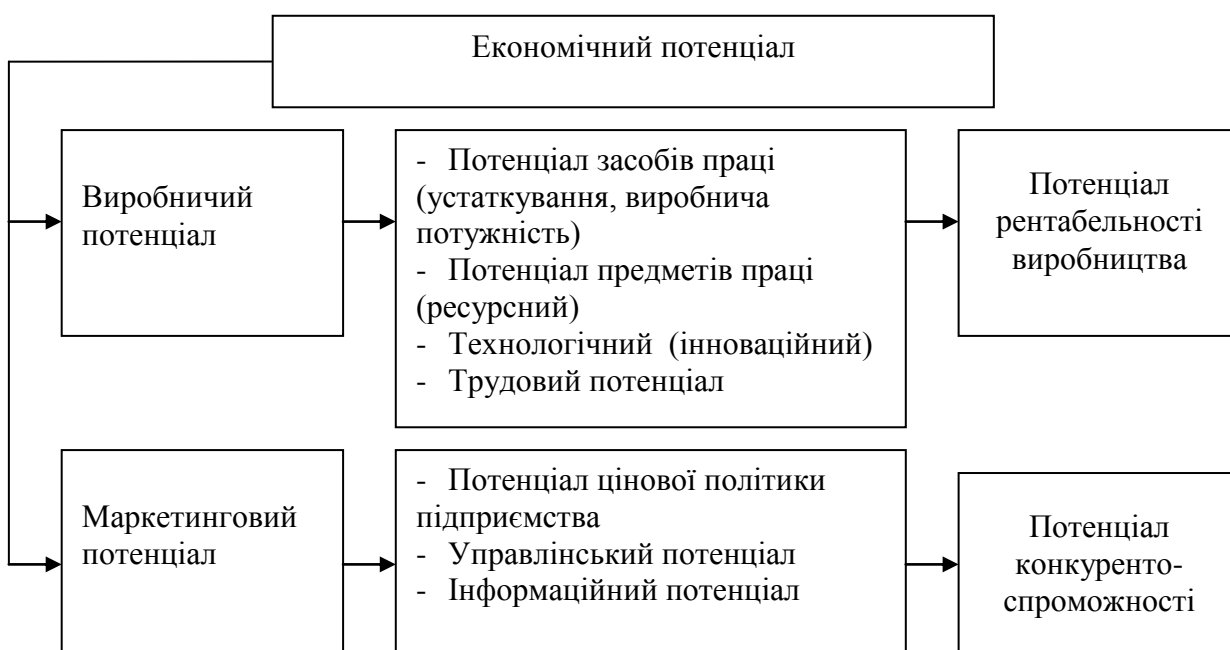 Економічний потенціал
Виробничий
потенціал
- Потенціал засобів праці
(устаткування, виробнича
потужність)
- Потенціал предметів праці
(ресурсний)
- Технологічний (інноваційний)
- Трудовий потенціал
Потенціал
рентабельності
виробництва
Маркетинговий
потенціал
- Потенціал цінової політики
підприємства
- Управлінський потенціал
- Інформаційний потенціал
Потенціал
конкуренто-
спроможності